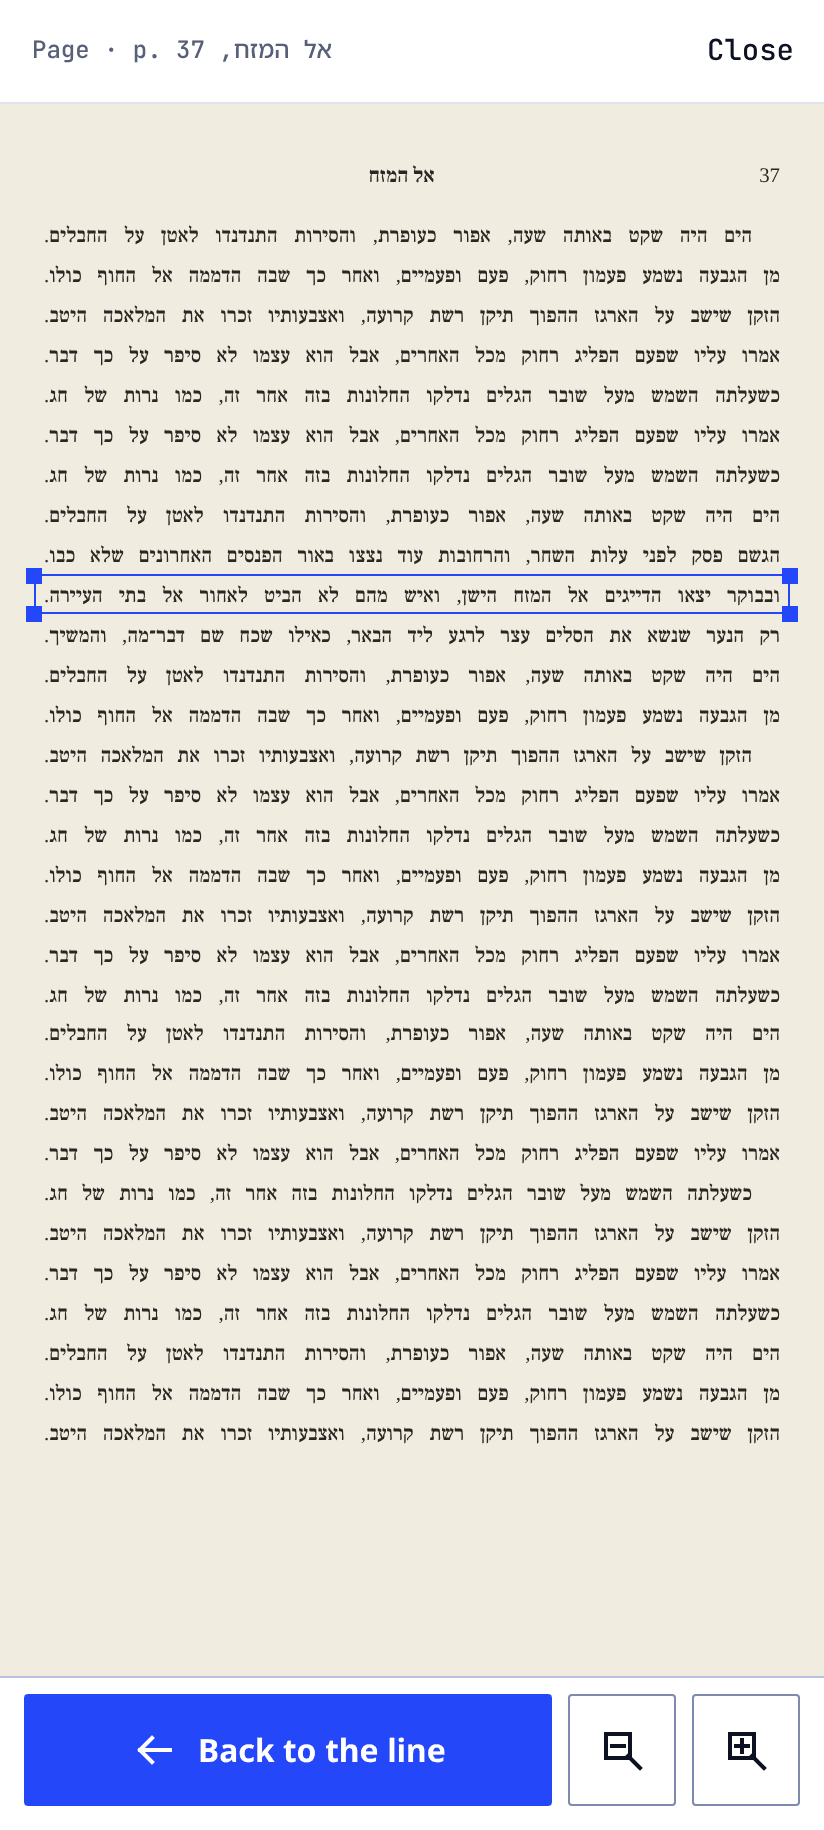 Page · p. 37 ,אל המזח
Close
אל המזח
37
הים היה שקט באותה שעה, אפור כעופרת, והסירות התנדנדו לאטן על החבלים.
מן הגבעה נשמע פעמון רחוק, פעם ופעמיים, ואחר כך שבה הדממה אל החוף כולו.
הזקן שישב על הארגז ההפוך תיקן רשת קרועה, ואצבעותיו זכרו את המלאכה היטב.
אמרו עליו שפעם הפליג רחוק מכל האחרים, אבל הוא עצמו לא סיפר על כך דבר.
כשעלתה השמש מעל שובר הגלים נדלקו החלונות בזה אחר זה, כמו נרות של חג.
אמרו עליו שפעם הפליג רחוק מכל האחרים, אבל הוא עצמו לא סיפר על כך דבר.
כשעלתה השמש מעל שובר הגלים נדלקו החלונות בזה אחר זה, כמו נרות של חג.
הים היה שקט באותה שעה, אפור כעופרת, והסירות התנדנדו לאטן על החבלים.
הגשם פסק לפני עלות השחר, והרחובות עוד נצצו באור הפנסים האחרונים שלא כבו.
ובבוקר יצאו הדייגים אל המזח הישן, ואיש מהם לא הביט לאחור אל בתי העיירה.
רק הנער שנשא את הסלים עצר לרגע ליד הבאר, כאילו שכח שם דבר־מה, והמשיך.
הים היה שקט באותה שעה, אפור כעופרת, והסירות התנדנדו לאטן על החבלים.
מן הגבעה נשמע פעמון רחוק, פעם ופעמיים, ואחר כך שבה הדממה אל החוף כולו.
הזקן שישב על הארגז ההפוך תיקן רשת קרועה, ואצבעותיו זכרו את המלאכה היטב.
אמרו עליו שפעם הפליג רחוק מכל האחרים, אבל הוא עצמו לא סיפר על כך דבר.
כשעלתה השמש מעל שובר הגלים נדלקו החלונות בזה אחר זה, כמו נרות של חג.
מן הגבעה נשמע פעמון רחוק, פעם ופעמיים, ואחר כך שבה הדממה אל החוף כולו.
הזקן שישב על הארגז ההפוך תיקן רשת קרועה, ואצבעותיו זכרו את המלאכה היטב.
אמרו עליו שפעם הפליג רחוק מכל האחרים, אבל הוא עצמו לא סיפר על כך דבר.
כשעלתה השמש מעל שובר הגלים נדלקו החלונות בזה אחר זה, כמו נרות של חג.
הים היה שקט באותה שעה, אפור כעופרת, והסירות התנדנדו לאטן על החבלים.
מן הגבעה נשמע פעמון רחוק, פעם ופעמיים, ואחר כך שבה הדממה אל החוף כולו.
הזקן שישב על הארגז ההפוך תיקן רשת קרועה, ואצבעותיו זכרו את המלאכה היטב.
אמרו עליו שפעם הפליג רחוק מכל האחרים, אבל הוא עצמו לא סיפר על כך דבר.
כשעלתה השמש מעל שובר הגלים נדלקו החלונות בזה אחר זה, כמו נרות של חג.
הזקן שישב על הארגז ההפוך תיקן רשת קרועה, ואצבעותיו זכרו את המלאכה היטב.
אמרו עליו שפעם הפליג רחוק מכל האחרים, אבל הוא עצמו לא סיפר על כך דבר.
כשעלתה השמש מעל שובר הגלים נדלקו החלונות בזה אחר זה, כמו נרות של חג.
הים היה שקט באותה שעה, אפור כעופרת, והסירות התנדנדו לאטן על החבלים.
מן הגבעה נשמע פעמון רחוק, פעם ופעמיים, ואחר כך שבה הדממה אל החוף כולו.
הזקן שישב על הארגז ההפוך תיקן רשת קרועה, ואצבעותיו זכרו את המלאכה היטב.
Back to the line